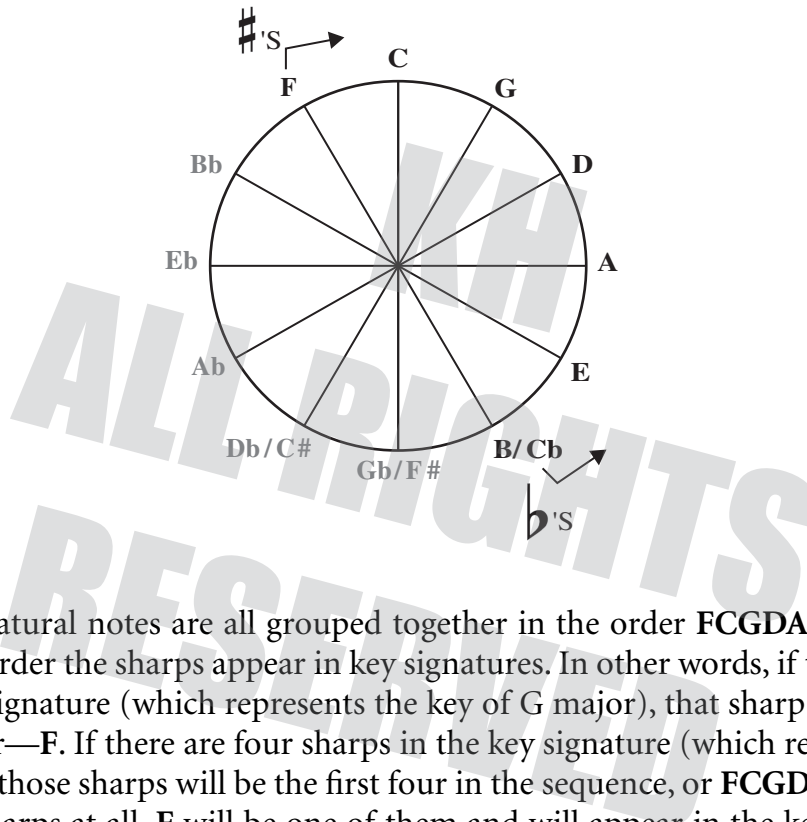 ♯'S
C
F
G
Bb
D
Eb
A
Ab
E
Db/C#
B/Cb
Gb/F#
♭'S
KH
ALL RIGHTS
RESERVED
atural notes are all grouped together in the order FCGDA
rder the sharps appear in key signatures. In other words, if
ignature (which represents the key of G major), that sharp
r—F. If there are four sharps in the key signature (which re
those sharps will be the first four in the sequence, or FCGD
arps at all, F will be one of them and will appear in the ke